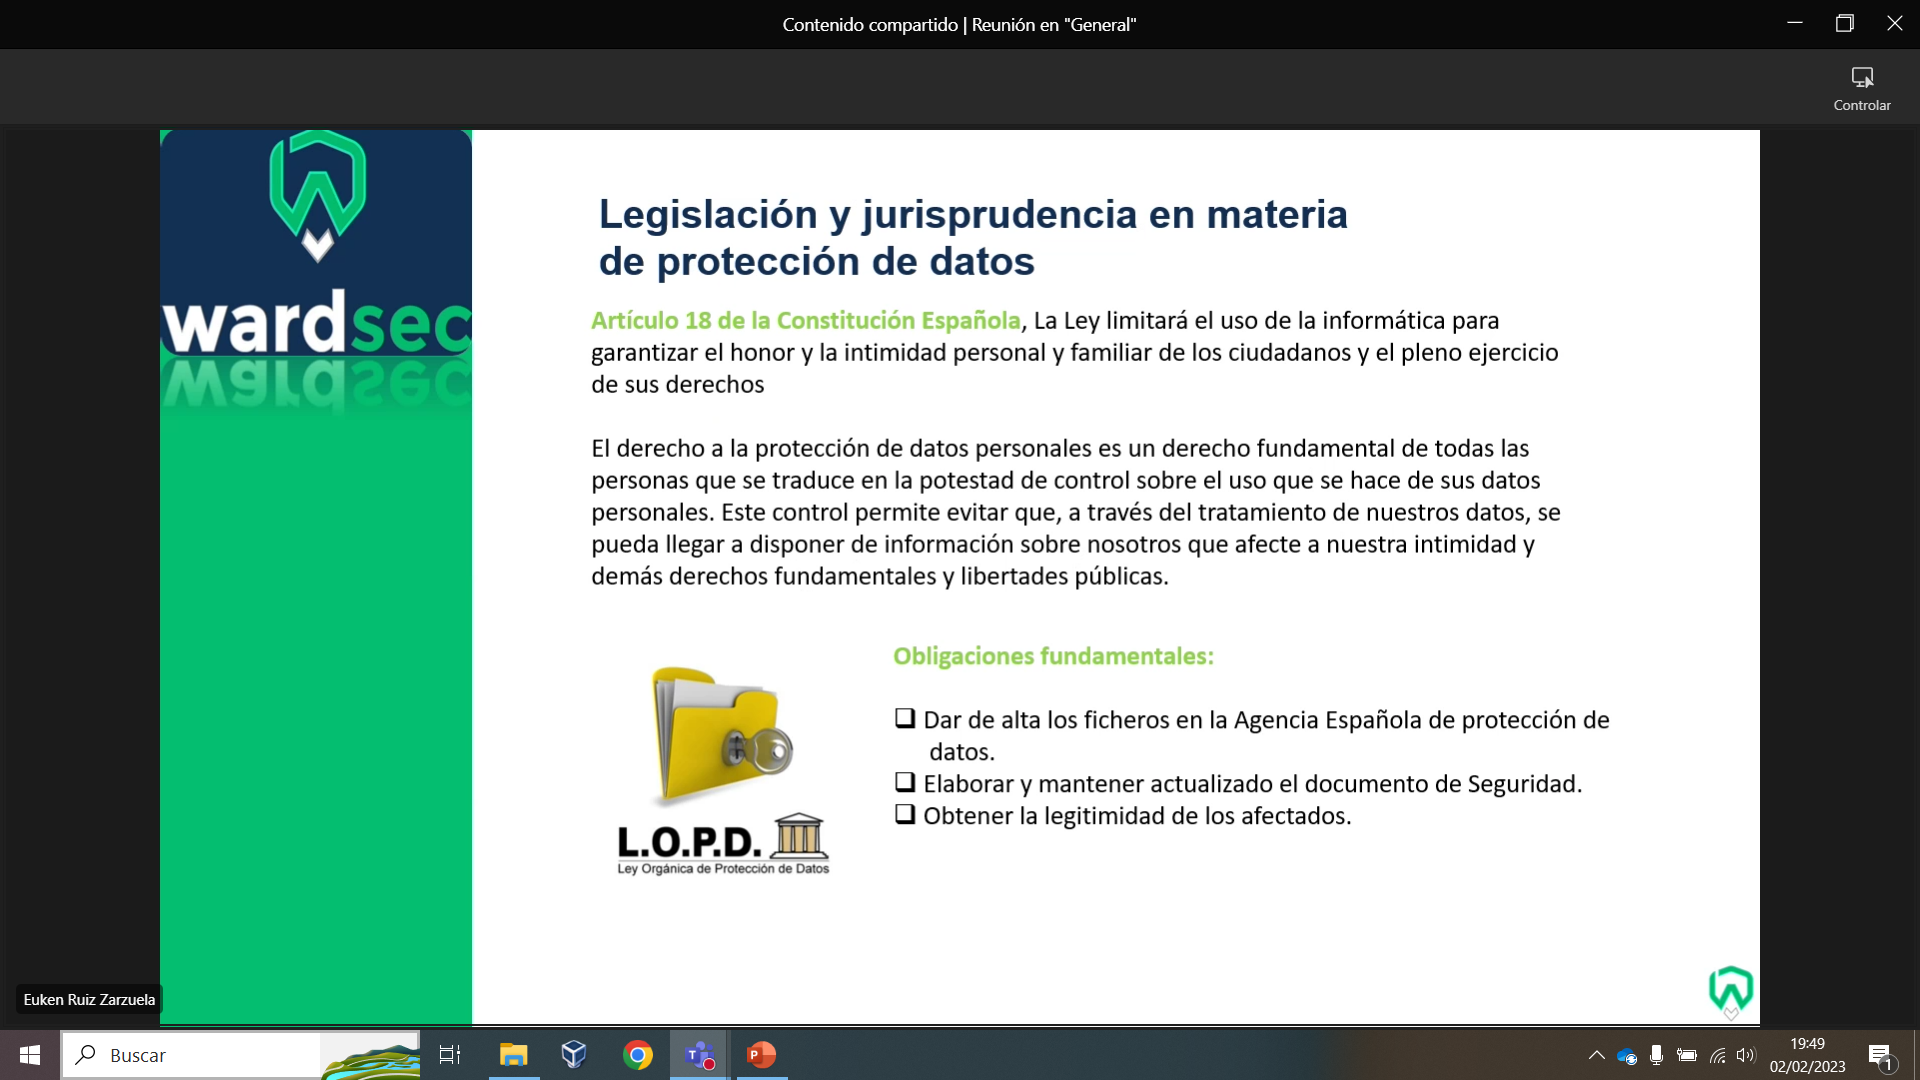 Contenido compartido | Reunión en "General"
Controlar
wardsec
Legislación y jurisprudencia en materia
de protección de datos
Artículo 18 de la Constitución Española, La Ley limitará el uso de la informática para
garantizar el honor y la intimidad personal y familiar de los ciudadanos y el pleno ejercicio
de sus derechos
El derecho a la protección de datos personales es un derecho fundamental de todas las
personas que se traduce en la potestad de control sobre el uso que se hace de sus datos
personales. Este control permite evitar que, a través del tratamiento de nuestros datos, se
pueda llegar a disponer de información sobre nosotros que afecte a nuestra intimidad y
demás derechos fundamentales y libertades públicas.
Obligaciones fundamentales:
❑ Dar de alta los ficheros en la Agencia Española de protección de
datos.
❑ Elaborar y mantener actualizado el documento de Seguridad.
❑ Obtener la legitimidad de los afectados.
L.O.P.D.
Ley Orgánica de Protección de Datos
Euken Ruiz Zarzuela
Buscar
19:49
02/02/2023
1